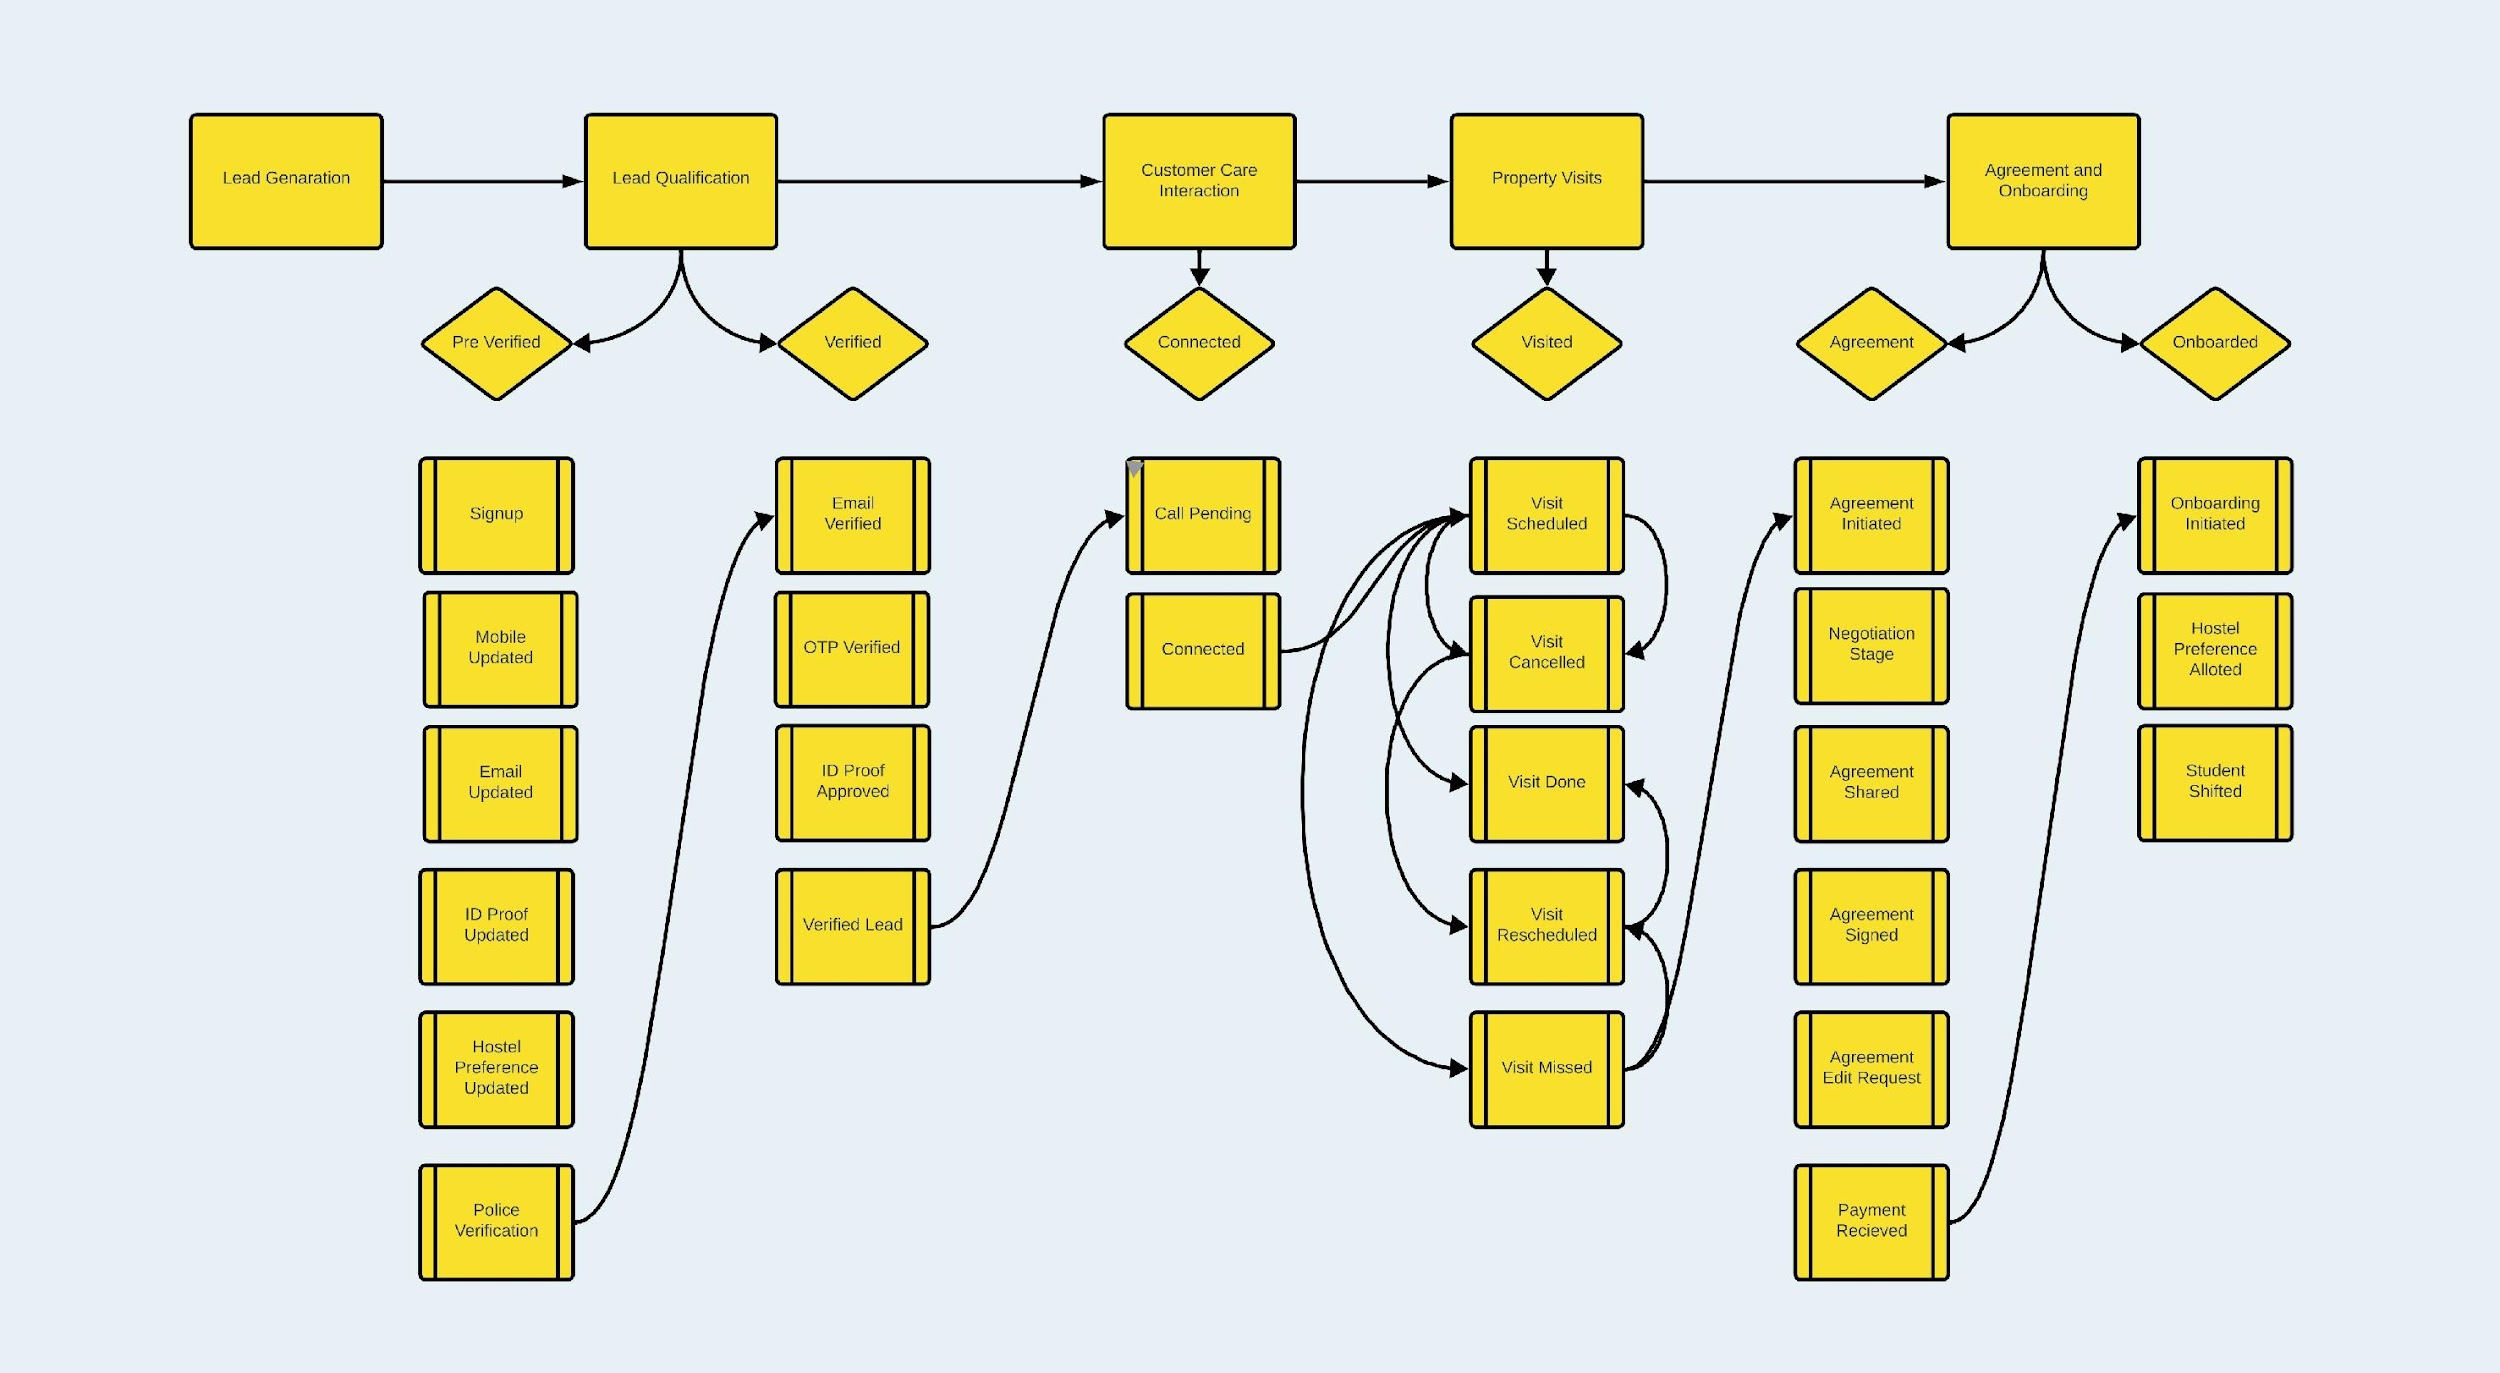 Lead Genaration
Lead Qualification
Customer Care
Interaction
Property Visits
Agreement and
Onboarding
Pre Verified
Verified
Connected
Visited
Agreement
Onboarded
Signup
Mobile
Updated
Email
Updated
ID Proof
Updated
Hostel
Preference
Updated
Police
Verification
Email
Verified
OTP Verified
ID Proof
Approved
Verified Lead
Call Pending
Connected
Visit
Scheduled
Visit
Cancelled
Visit Done
Visit
Rescheduled
Visit Missed
Agreement
Initiated
Negotiation
Stage
Agreement
Shared
Agreement
Signed
Agreement
Edit Request
Payment
Recieved
Onboarding
Initiated
Hostel
Preference
Alloted
Student
Shifted